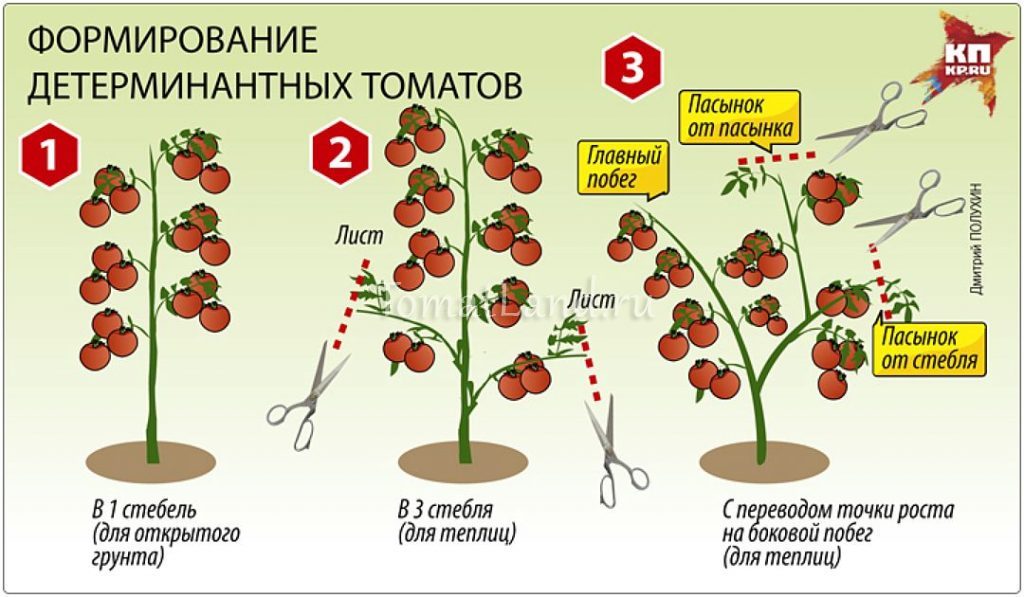 ФОРМИРОВАНИЕ
ДЕТЕРМИНАНТНЫХ ТОМАТОВ
КП
KP.RU
1
2
3
Пасынок
от пасынка
Главный
побег
Лист
Лист
Пасынок
от стебля
Дмитрий ПОЛУХИН
TomatLand.ru
В 1 стебель
(для открытого
грунта)
В 3 стебля
(для теплиц)
С переводом точки роста
на боковой побег
(для теплиц)